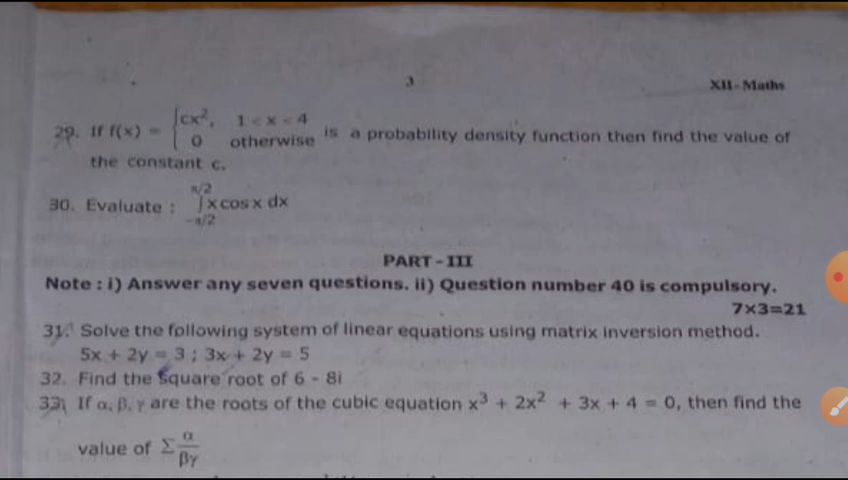 3
XII-Maths
29. If f(x) = { cx², 1 < x < 4
0 otherwise is a probability density function then find the value of
the constant c.
30. Evaluate : ∫_{-π/2}^{π/2} x cos x dx
PART - III
Note : i) Answer any seven questions. ii) Question number 40 is compulsory.
7×3=21
31. Solve the following system of linear equations using matrix inversion method.
5x + 2y = 3 ; 3x + 2y = 5
32. Find the square root of 6 - 8i
33. If α, β, γ are the roots of the cubic equation x³ + 2x² + 3x + 4 = 0, then find the
value of Σ α/βγ